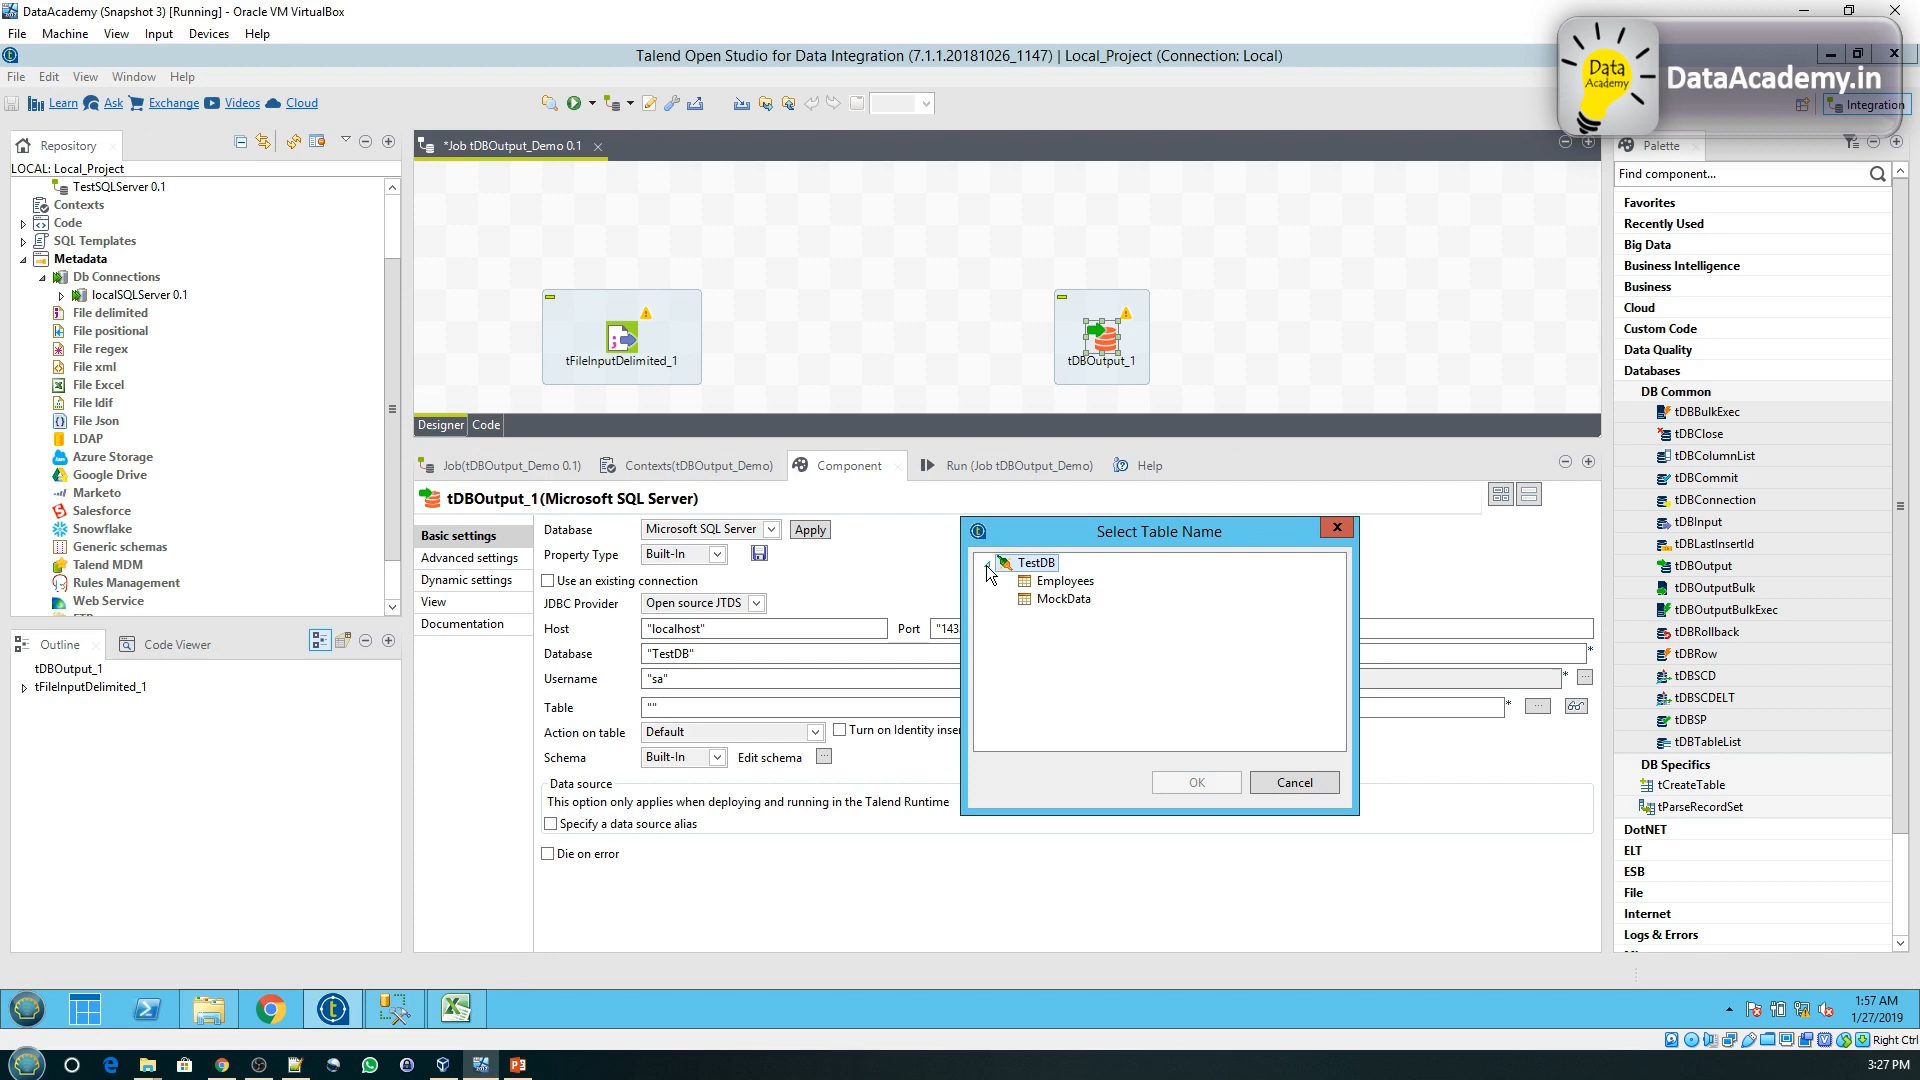 DataAcademy (Snapshot 3) [Running] - Oracle VM VirtualBox
File Machine View Input Devices Help
Talend Open Studio for Data Integration (7.1.1.20181026_1147) | Local_Project (Connection: Local)
File Edit View Window Help
Learn Ask Exchange Videos Cloud
Data Academy
DataAcademy.in
Integration
Repository
LOCAL: Local_Project
TestSQLServer 0.1
Contexts
Code
SQL Templates
Metadata
Db Connections
localSQLServer 0.1
File delimited
File positional
File regex
File xml
File Excel
File ldif
File Json
LDAP
Azure Storage
Google Drive
Marketo
Salesforce
Snowflake
Generic schemas
Talend MDM
Rules Management
Web Service
Outline
Code Viewer
tDBOutput_1
tFileInputDelimited_1
*Job tDBOutput_Demo 0.1
tFileInputDelimited_1
tDBOutput_1
Designer Code
Job(tDBOutput_Demo 0.1) Contexts(tDBOutput_Demo) Component Run (Job tDBOutput_Demo) Help
tDBOutput_1(Microsoft SQL Server)
Basic settings
Advanced settings
Dynamic settings
View
Documentation
Database Microsoft SQL Server Apply
Property Type Built-In
Use an existing connection
JDBC Provider Open source JTDS
Host "localhost" Port "143
Database "TestDB" *
Username "sa" * ...
Table "" * ...
Action on table Default Turn on Identity inser
Schema Built-In Edit schema ...
Data source
This option only applies when deploying and running in the Talend Runtime
Specify a data source alias
Die on error
Select Table Name
TestDB
Employees
MockData
OK Cancel
Palette
Find component...
Favorites
Recently Used
Big Data
Business Intelligence
Business
Cloud
Custom Code
Data Quality
Databases
DB Common
tDBBulkExec
tDBClose
tDBColumnList
tDBCommit
tDBConnection
tDBInput
tDBLastInsertId
tDBOutput
tDBOutputBulk
tDBOutputBulkExec
tDBRollback
tDBRow
tDBSCD
tDBSCDELT
tDBSP
tDBTableList
DB Specifics
tCreateTable
tParseRecordSet
DotNET
ELT
ESB
File
Internet
Logs & Errors
1:57 AM
1/27/2019
Right Ctrl
3:27 PM